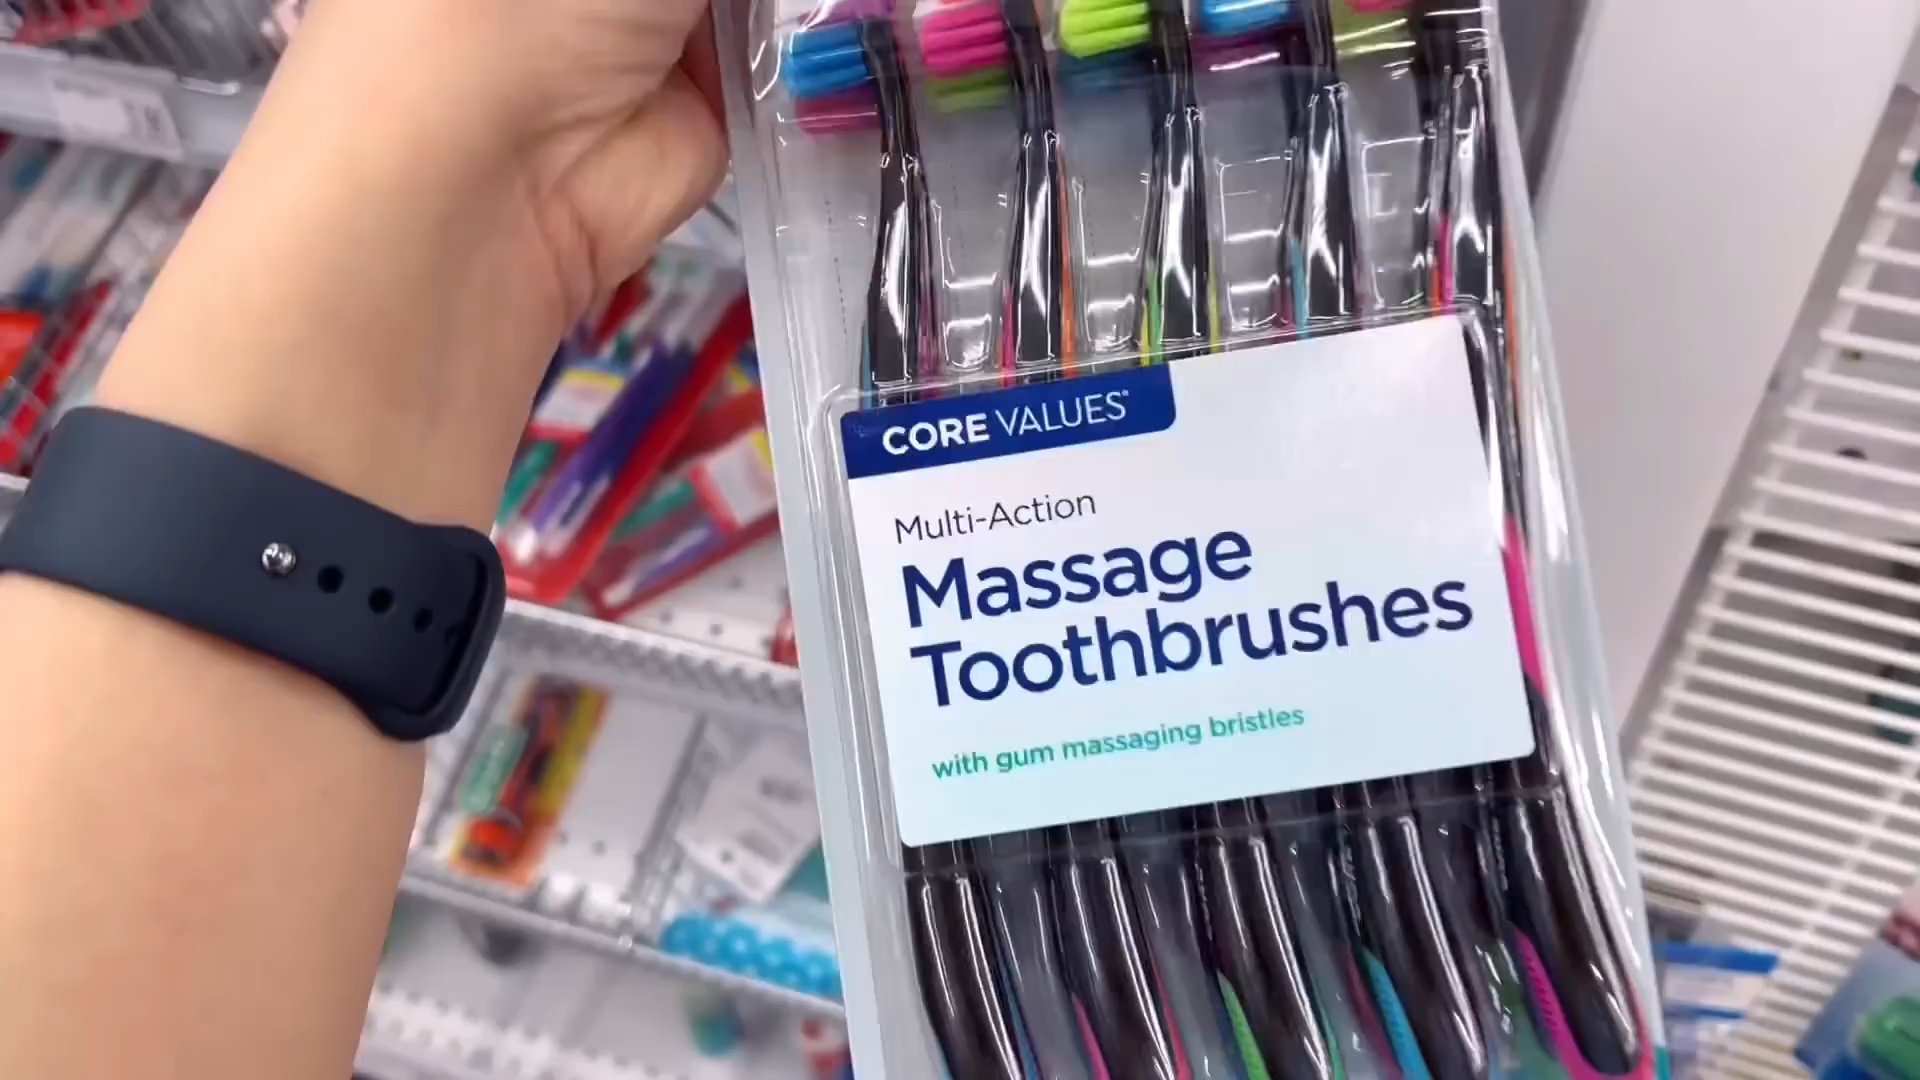 CORE VALUES®
Multi-Action
Massage
Toothbrushes
with gum massaging bristles